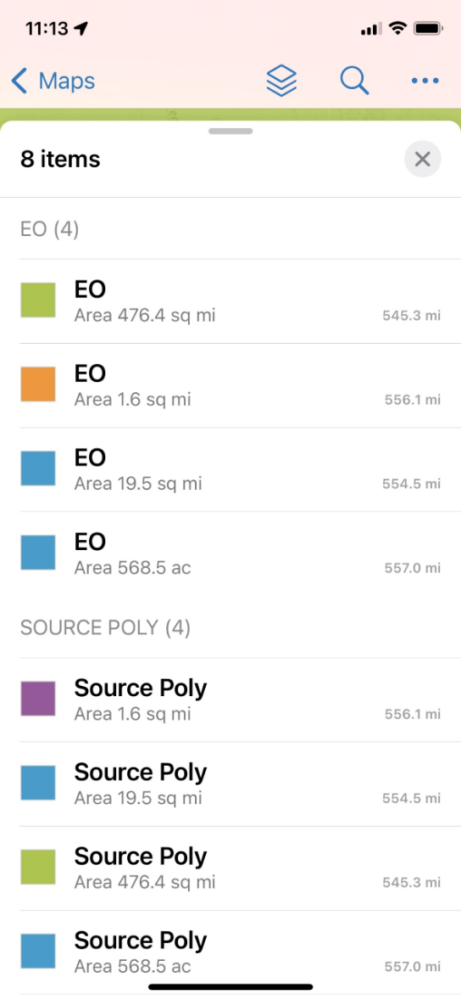 11:13
Maps
8 items
EO (4)
EO
Area 476.4 sq mi 545.3 mi
EO
Area 1.6 sq mi 556.1 mi
EO
Area 19.5 sq mi 554.5 mi
EO
Area 568.5 ac 557.0 mi
SOURCE POLY (4)
Source Poly
Area 1.6 sq mi 556.1 mi
Source Poly
Area 19.5 sq mi 554.5 mi
Source Poly
Area 476.4 sq mi 545.3 mi
Source Poly
Area 568.5 ac 557.0 mi